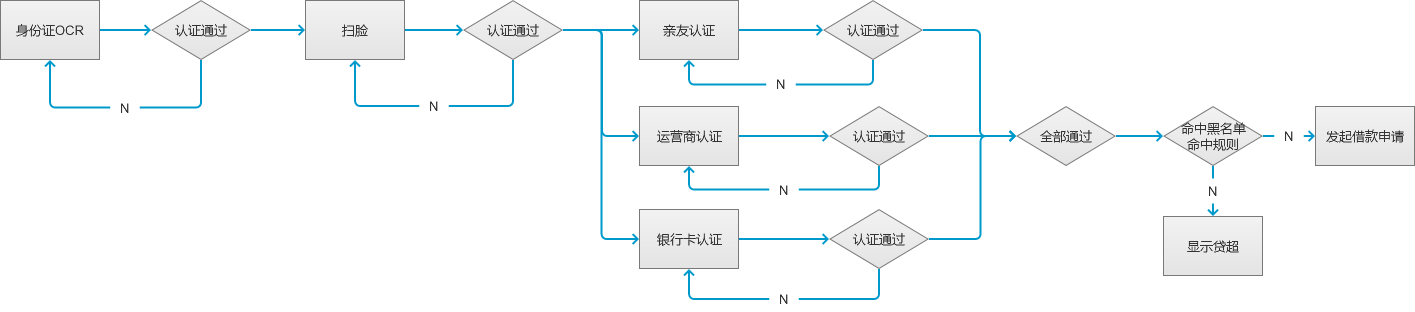 身份证OCR
认证通过
N
扫脸
认证通过
N
亲友认证
认证通过
N
运营商认证
认证通过
N
银行卡认证
认证通过
N
全部通过
命中黑名单
命中规则
N
发起借款申请
N
显示贷超